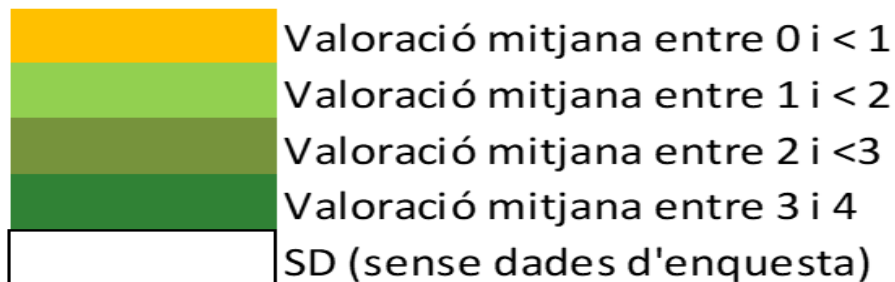 Valoració mitjana entre 0 i < 1
Valoració mitjana entre 1 i < 2
Valoració mitjana entre 2 i <3
Valoració mitjana entre 3 i 4
SD (sense dades d'enquesta)